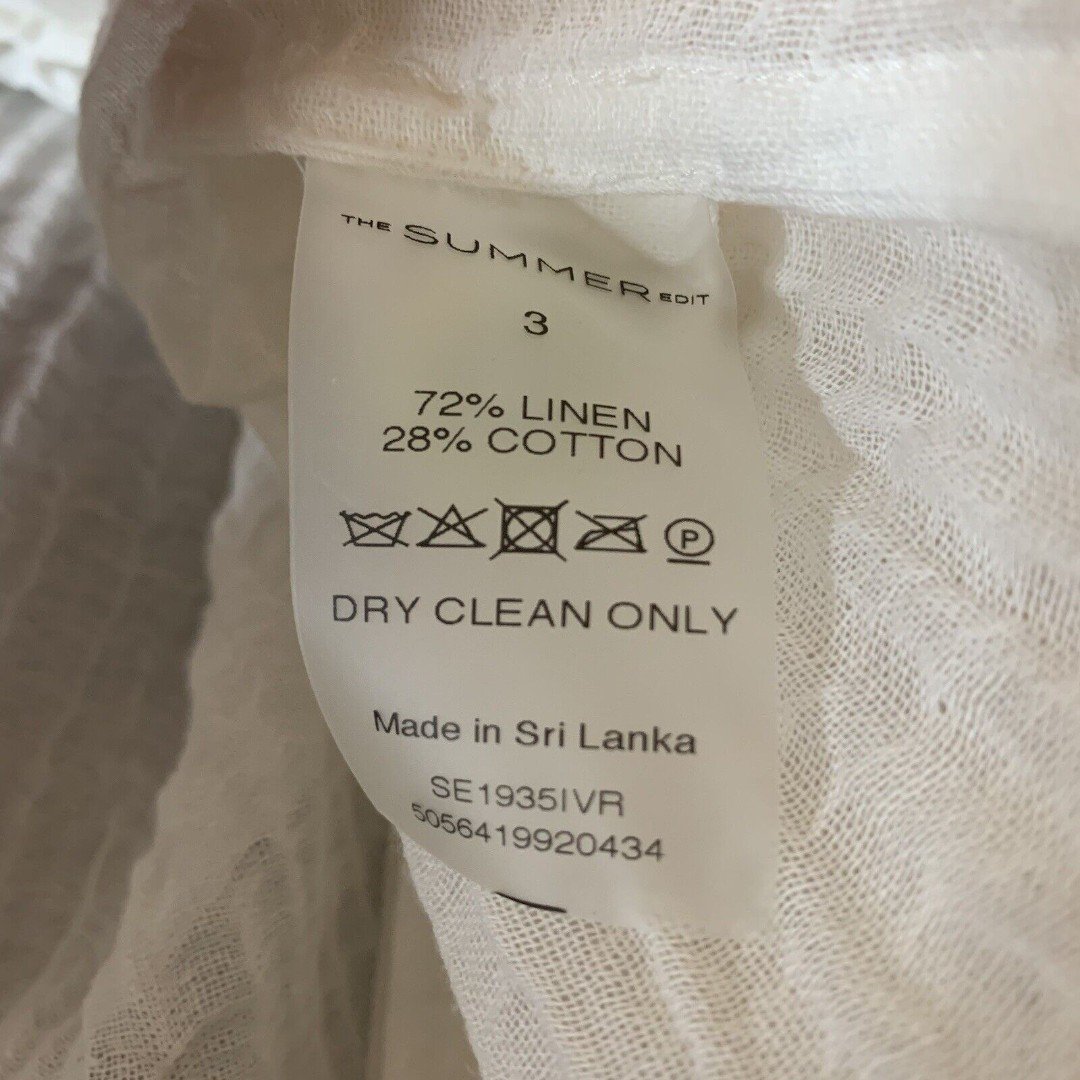 THE SUMMER EDIT
3
72% LINEN
28% COTTON
P
DRY CLEAN ONLY
Made in Sri Lanka
SE1935IVR
5056419920434